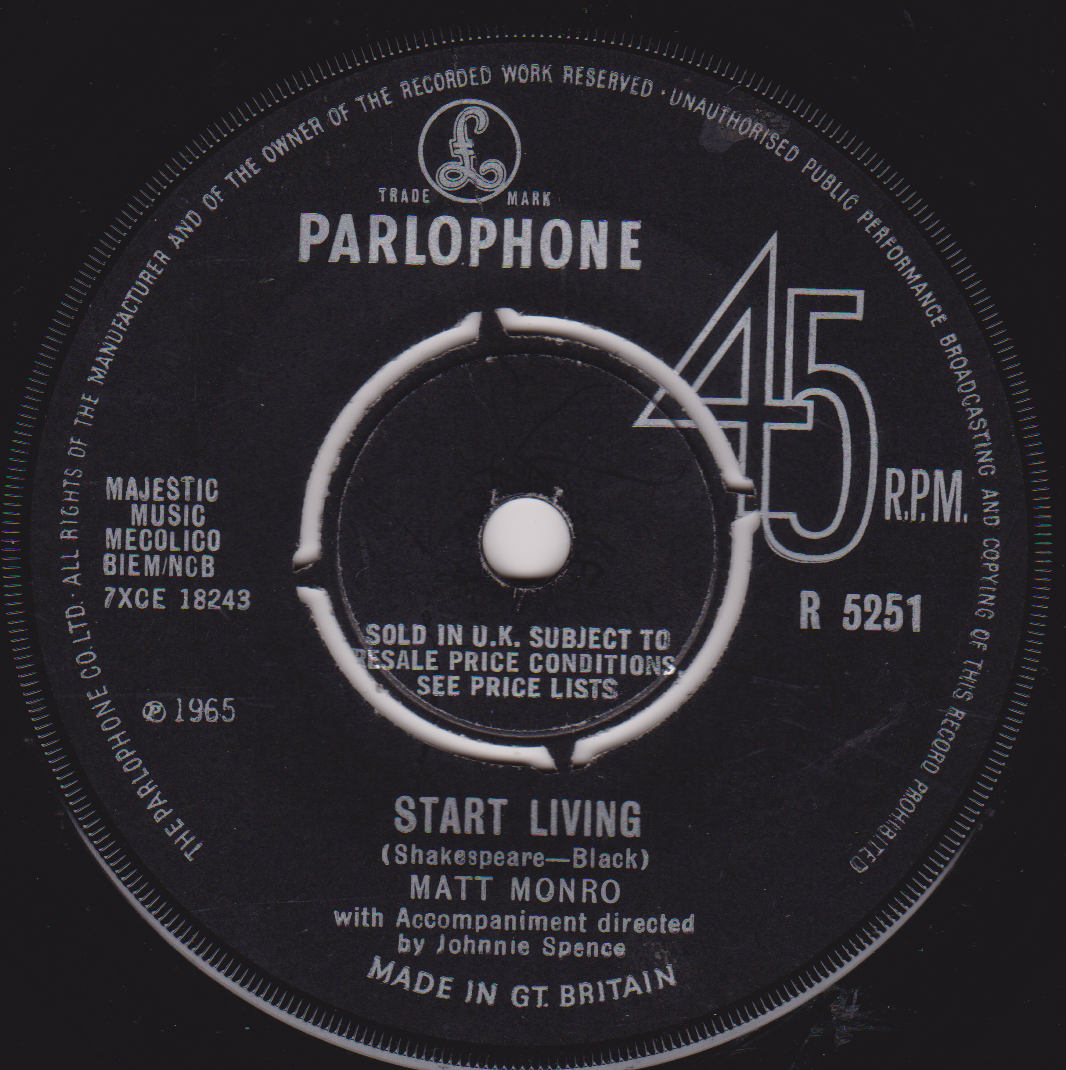 THE PARLOPHONE CO. LTD. · ALL RIGHTS OF THE MANUFACTURER AND OF THE OWNER OF THE RECORDED WORK RESERVED · UNAUTHORISED PUBLIC PERFORMANCE BROADCASTING AND COPYING OF THIS RECORD PROHIBITED
£
TRADE MARK
PARLOPHONE
45
R.P.M.
MAJESTIC
MUSIC
MECOLICO
BIEM/NCB
7XCE 18243
R 5251
SOLD IN U.K. SUBJECT TO
RESALE PRICE CONDITIONS,
SEE PRICE LISTS
℗ 1965
START LIVING
(Shakespeare—Black)
MATT MONRO
with Accompaniment directed
by Johnnie Spence
MADE IN GT. BRITAIN